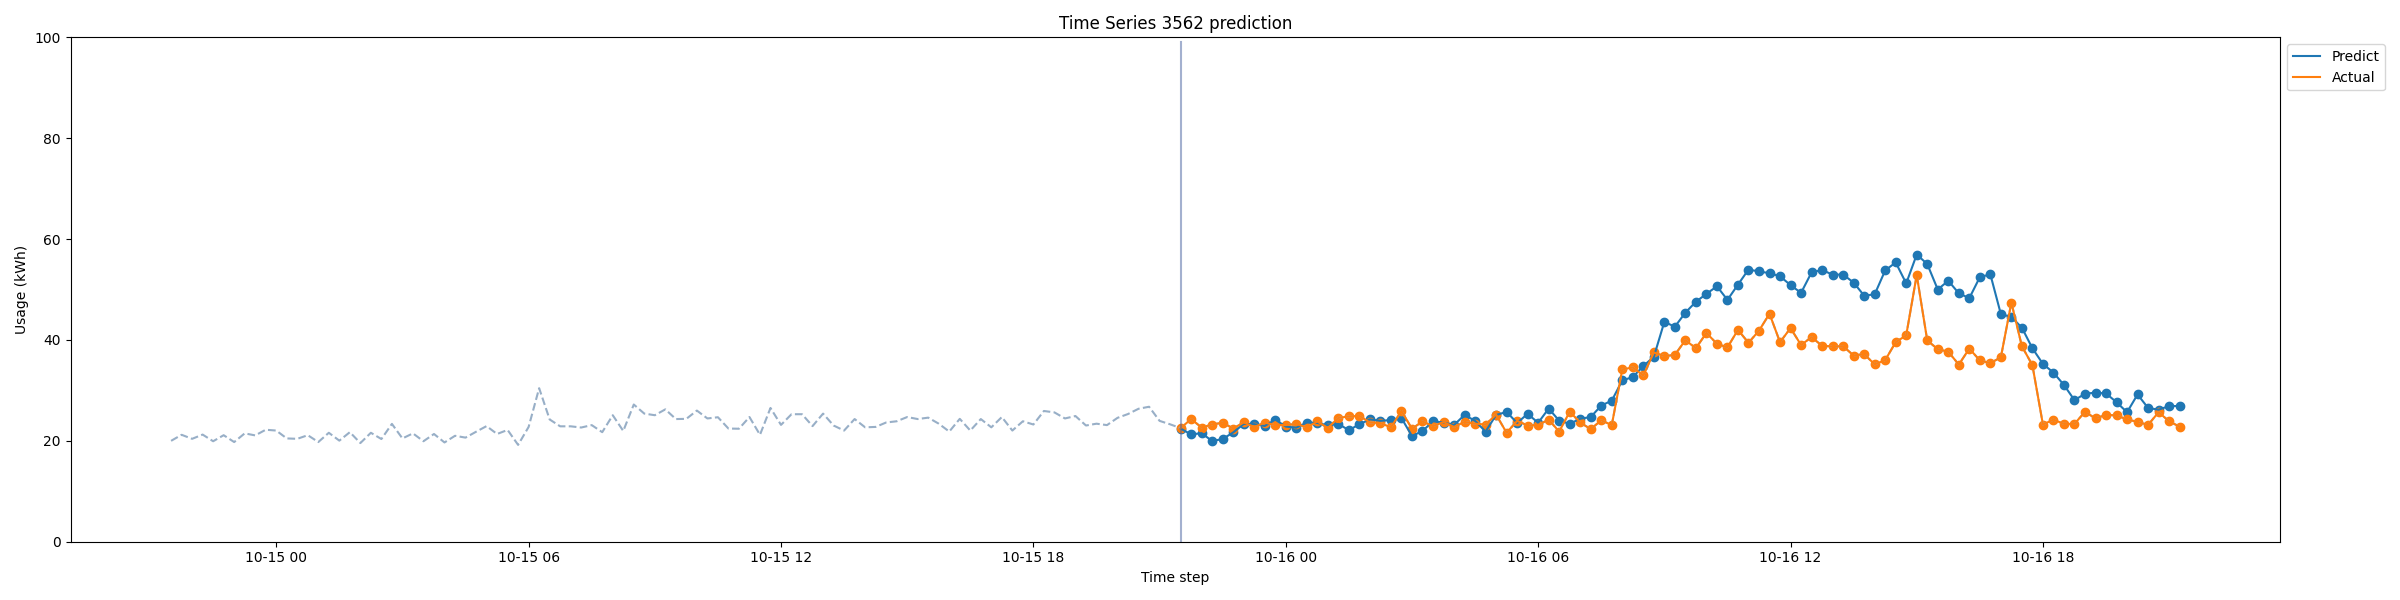 Time Series 3562 prediction
Predict
Actual
Usage (kWh)
100
80
60
40
20
0
10-15 00
10-15 06
10-15 12
10-15 18
10-16 00
10-16 06
10-16 12
10-16 18
Time step